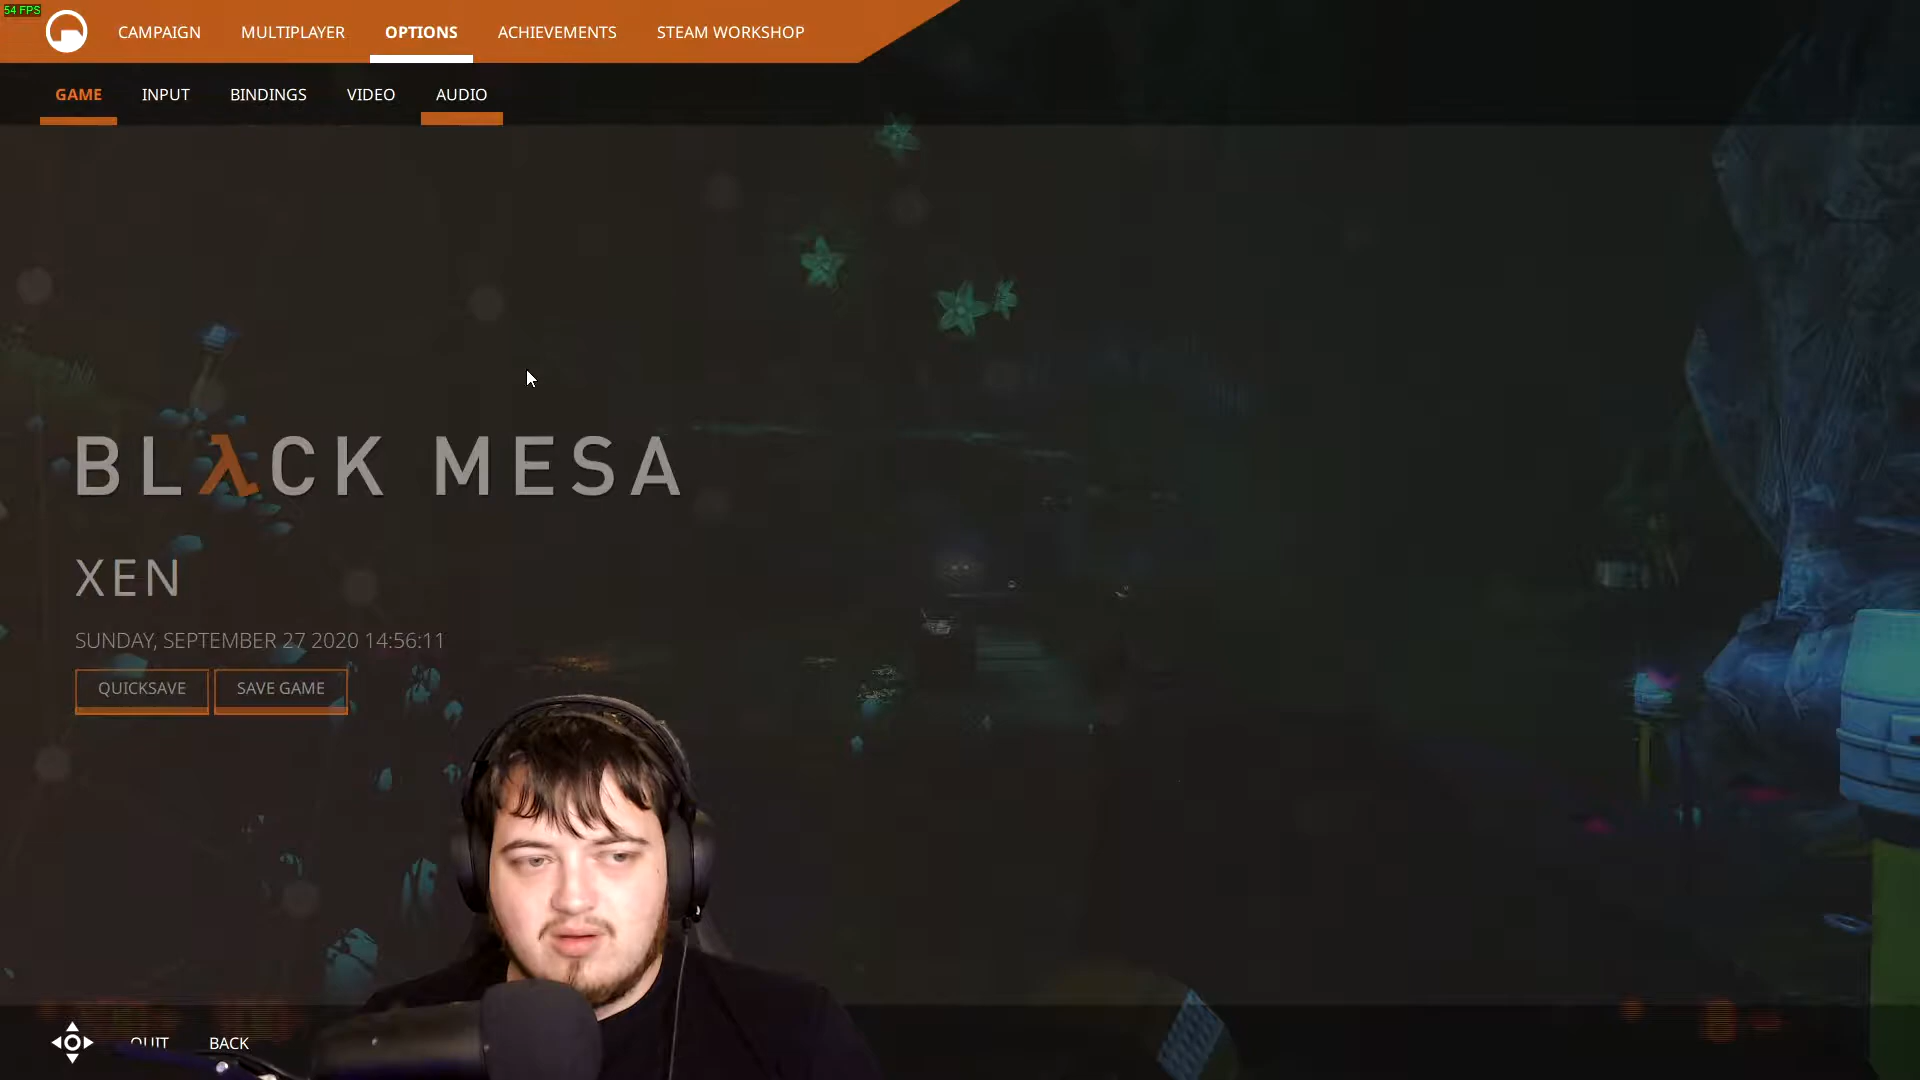 54 FPS
CAMPAIGN MULTIPLAYER OPTIONS ACHIEVEMENTS STEAM WORKSHOP
GAME INPUT BINDINGS VIDEO AUDIO
BLλCK MESA
XEN
SUNDAY, SEPTEMBER 27 2020 14:56:11
QUICKSAVE SAVE GAME
QUIT BACK